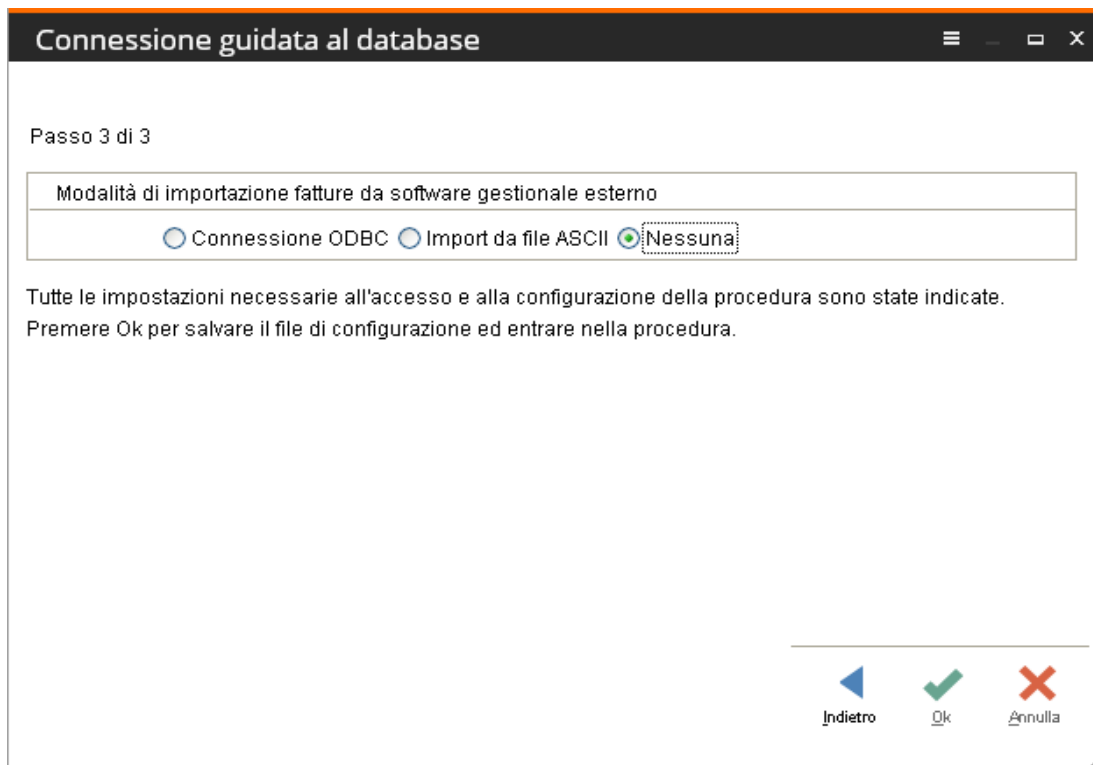 Connessione guidata al database
Passo 3 di 3
Modalità di importazione fatture da software gestionale esterno
Connessione ODBC Import da file ASCII Nessuna
Tutte le impostazioni necessarie all'accesso e alla configurazione della procedura sono state indicate.
Premere Ok per salvare il file di configurazione ed entrare nella procedura.
Indietro Ok Annulla